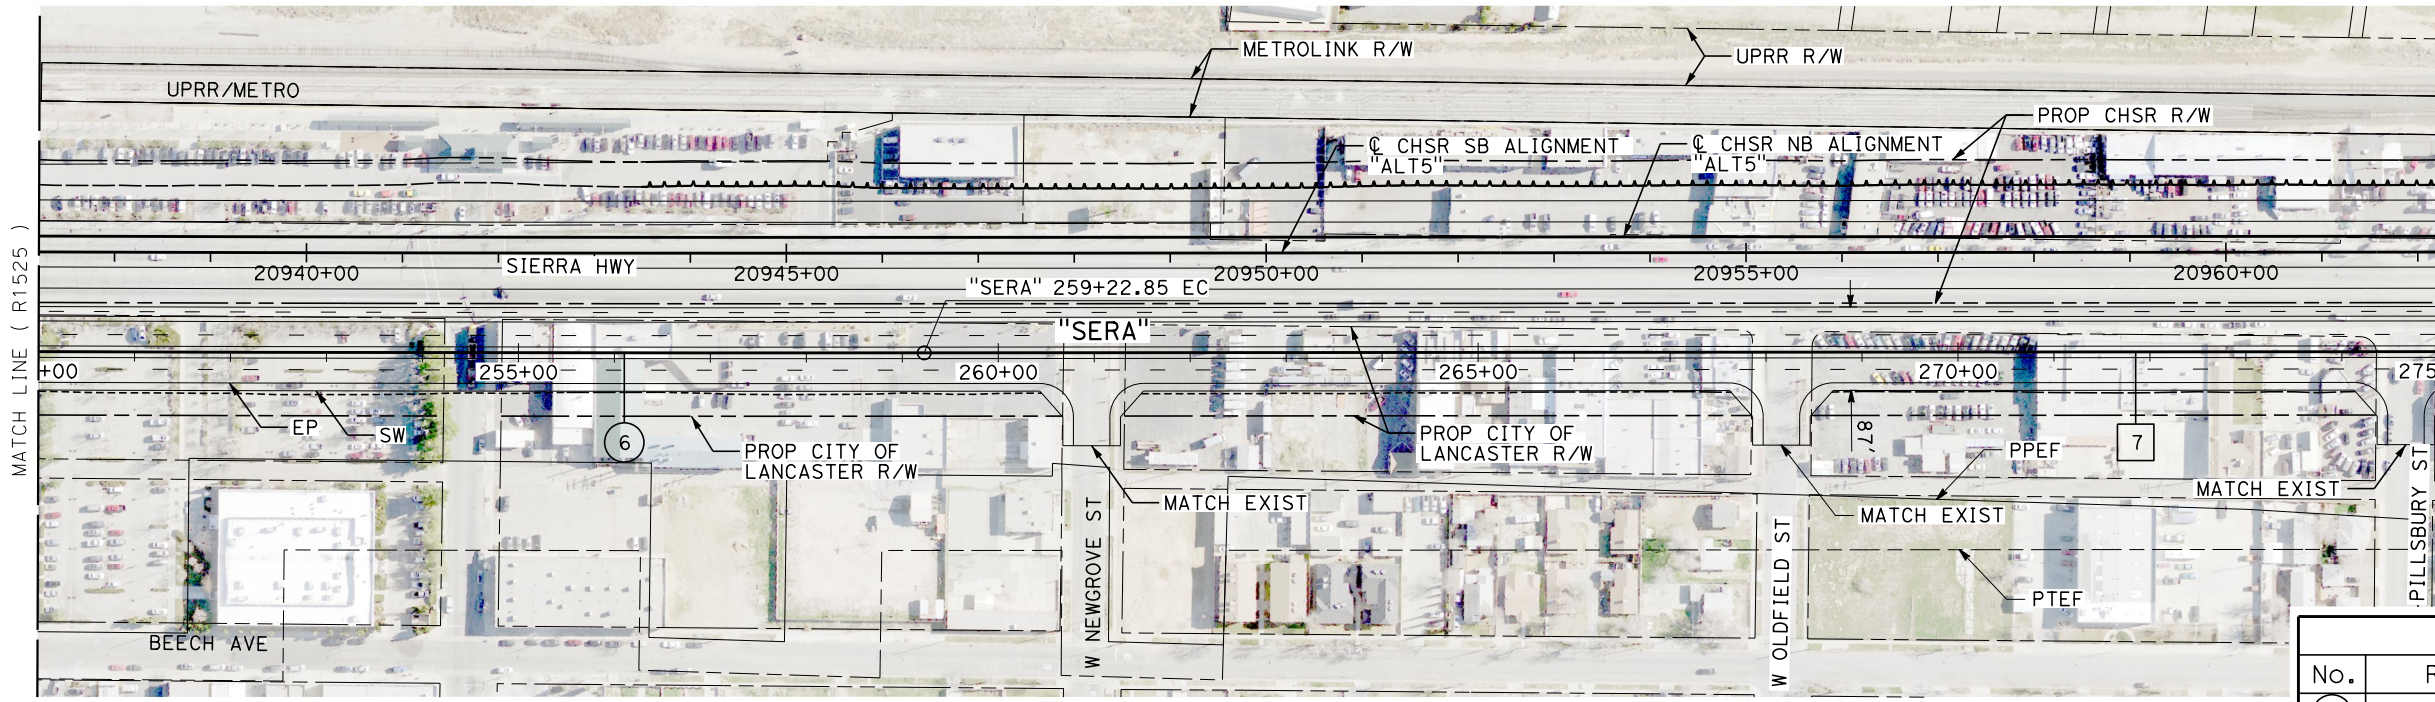 METROLINK R/W
UPRR R/W
UPRR/METRO
PROP CHSR R/W
℄ CHSR SB ALIGNMENT
"ALT5"
℄ CHSR NB ALIGNMENT
"ALT5"
MATCH LINE ( R1525 )
SIERRA HWY
20940+00
20945+00
20950+00
20955+00
20960+00
"SERA" 259+22.85 EC
"SERA"
+00
255+00
260+00
265+00
270+00
275
EP
SW
6
PROP CITY OF
LANCASTER R/W
PROP CITY OF
LANCASTER R/W
87'
7
PPEF
MATCH EXIST
MATCH EXIST
MATCH EXIST
W NEWGROVE ST
W OLDFIELD ST
PILLSBURY ST
PTEF
BEECH AVE
No.
R